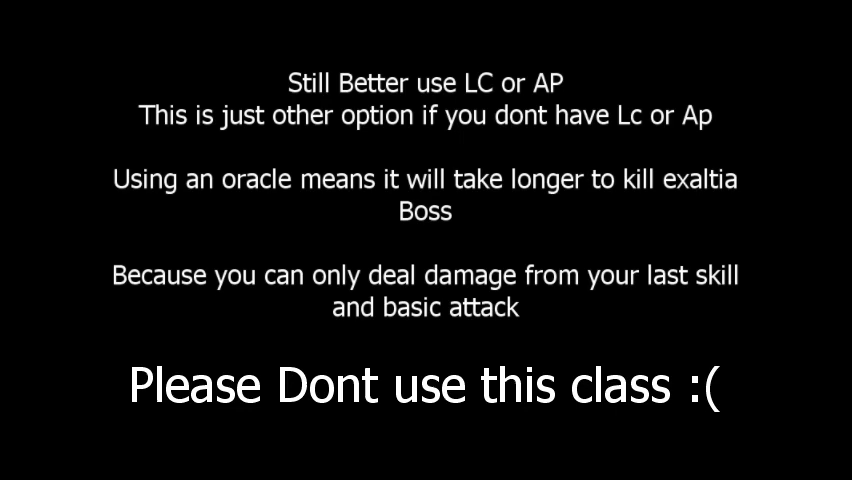 Still Better use LC or AP
This is just other option if you dont have Lc or Ap
Using an oracle means it will take longer to kill exaltia
Boss
Because you can only deal damage from your last skill
and basic attack
Please Dont use this class :(